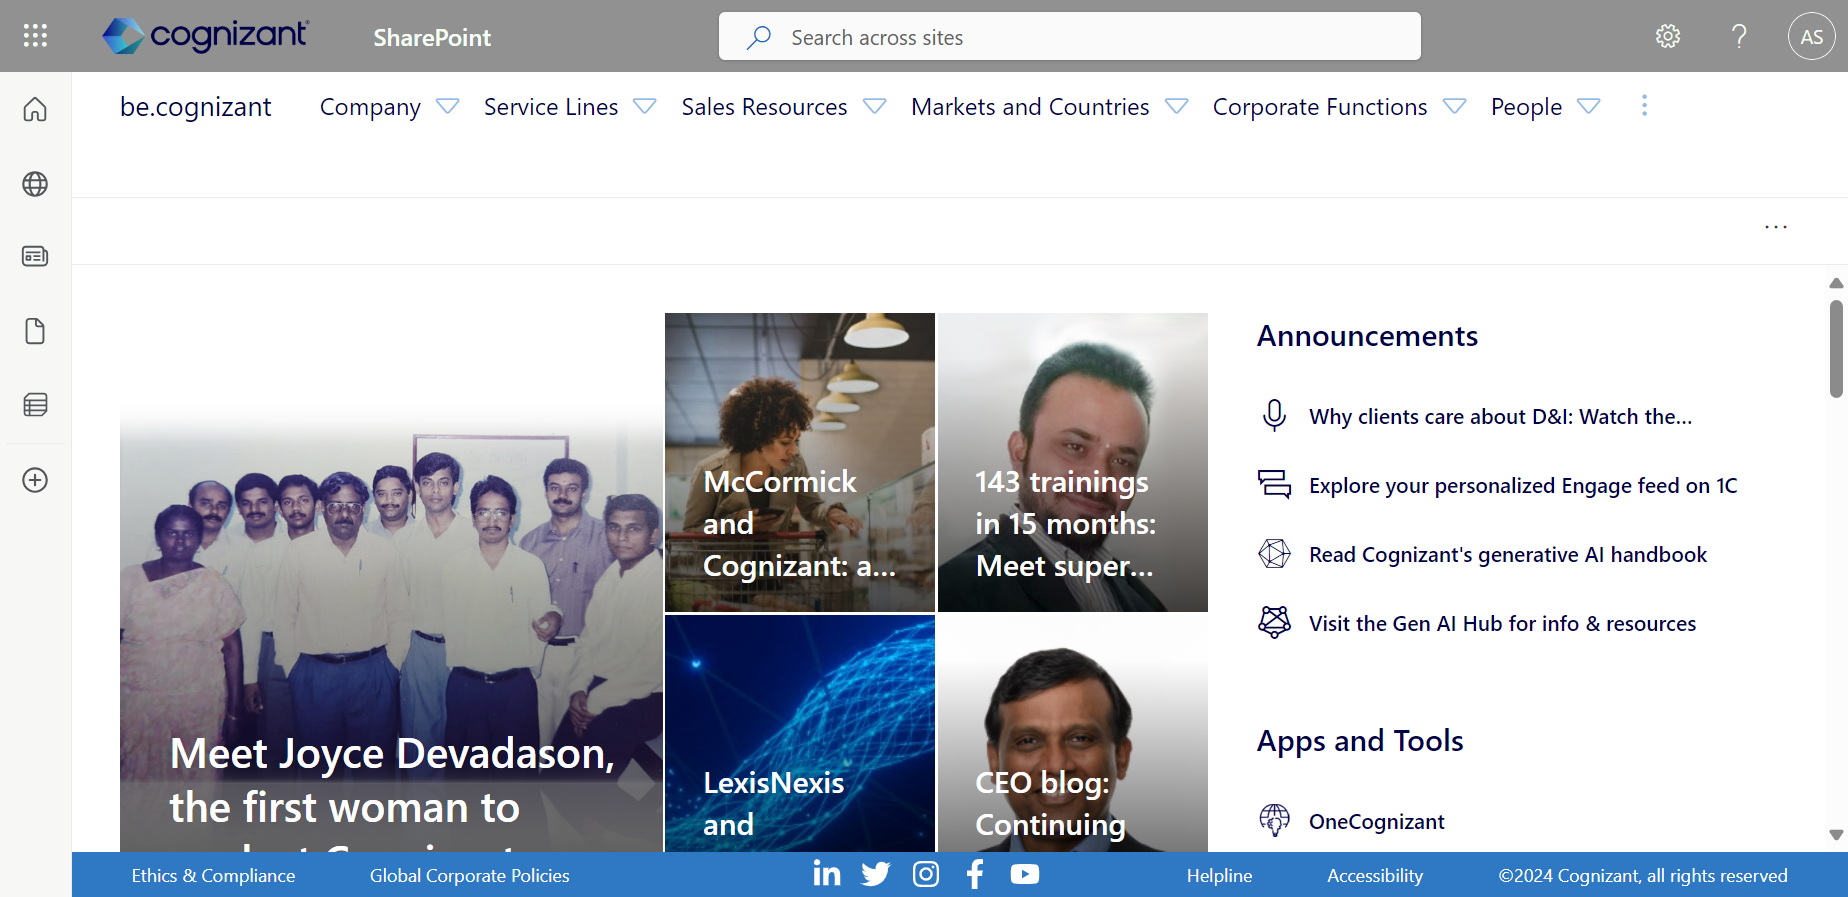 cognizant
SharePoint
Search across sites
?
AS
be.cognizant
Company
Service Lines
Sales Resources
Markets and Countries
Corporate Functions
People
...
Meet Joyce Devadason,
the first woman to
McCormick
and
Cognizant: a...
143 trainings
in 15 months:
Meet super...
LexisNexis
and
CEO blog:
Continuing
Announcements
Why clients care about D&I: Watch the...
Explore your personalized Engage feed on 1C
Read Cognizant's generative AI handbook
Visit the Gen AI Hub for info & resources
Apps and Tools
OneCognizant
Ethics & Compliance
Global Corporate Policies
in
Helpline
Accessibility
©2024 Cognizant, all rights reserved